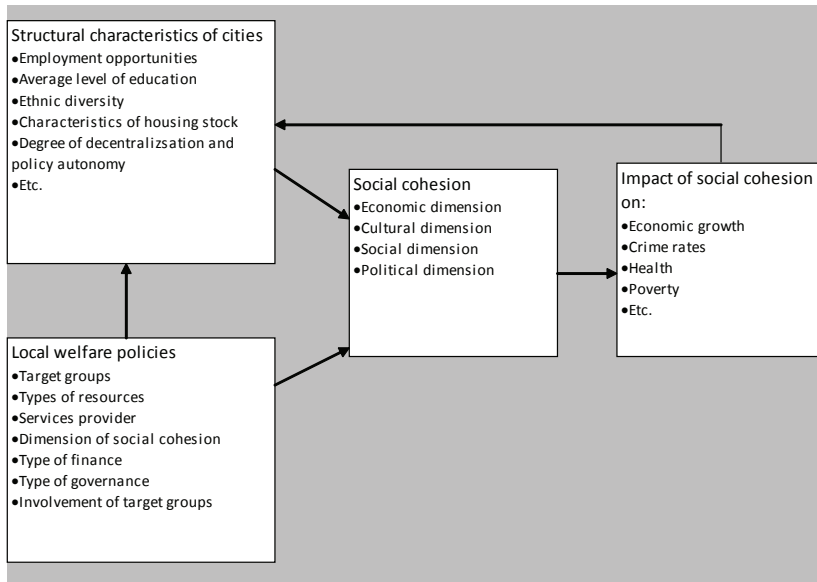 Structural characteristics of cities
●Employment opportunities
●Average level of education
●Ethnic diversity
●Characteristics of housing stock
●Degree of decentralizsation and
policy autonomy
●Etc.
Social cohesion
●Economic dimension
●Cultural dimension
●Social dimension
●Political dimension
Impact of social cohesion
on:
●Economic growth
●Crime rates
●Health
●Poverty
●Etc.
Local welfare policies
●Target groups
●Types of resources
●Services provider
●Dimension of social cohesion
●Type of finance
●Type of governance
●Involvement of target groups